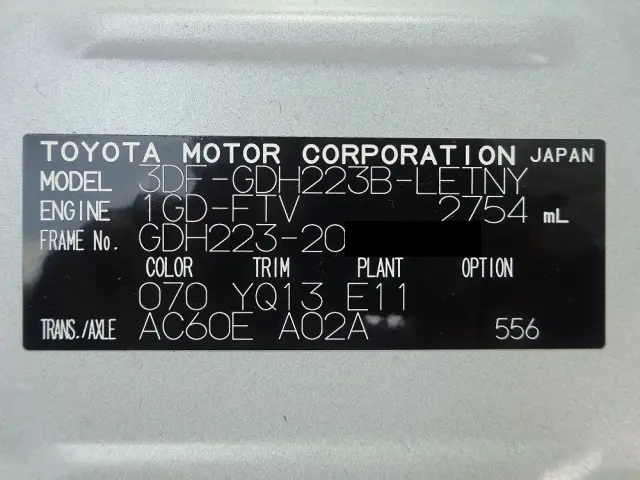 TOYOTA MOTOR CORPORATION JAPAN
MODEL 3DF-GDH223B-LETNY
ENGINE 1GD-FTV 2754 mL
FRAME No. GDH223-20
COLOR TRIM PLANT OPTION
070 YQ13 E11
TRANS./AXLE AC60E A02A 556